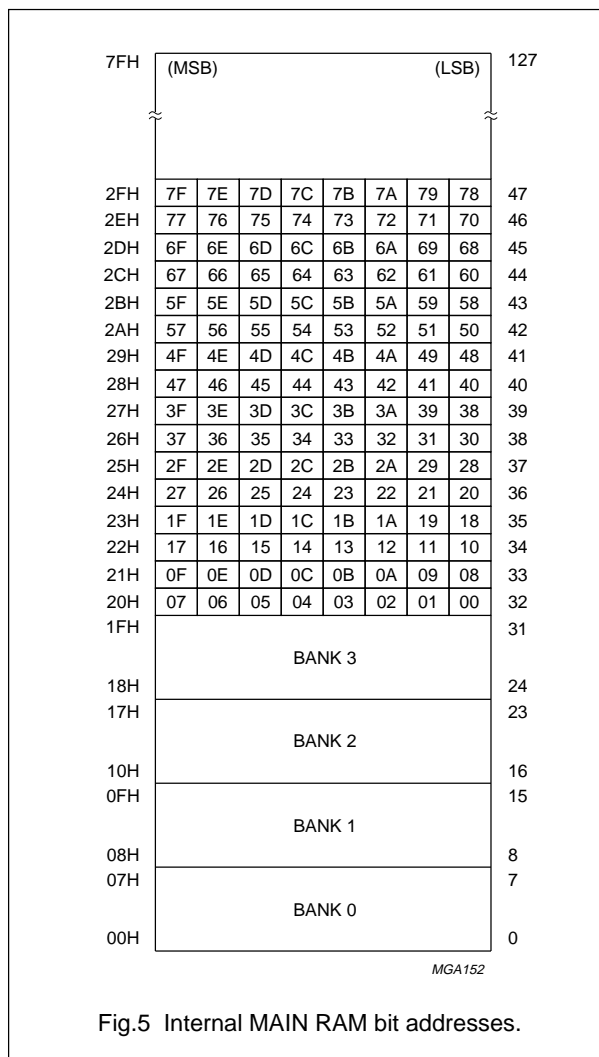 7FH (MSB) (LSB) 127
2FH 7F 7E 7D 7C 7B 7A 79 78 47
2EH 77 76 75 74 73 72 71 70 46
2DH 6F 6E 6D 6C 6B 6A 69 68 45
2CH 67 66 65 64 63 62 61 60 44
2BH 5F 5E 5D 5C 5B 5A 59 58 43
2AH 57 56 55 54 53 52 51 50 42
29H 4F 4E 4D 4C 4B 4A 49 48 41
28H 47 46 45 44 43 42 41 40 40
27H 3F 3E 3D 3C 3B 3A 39 38 39
26H 37 36 35 34 33 32 31 30 38
25H 2F 2E 2D 2C 2B 2A 29 28 37
24H 27 26 25 24 23 22 21 20 36
23H 1F 1E 1D 1C 1B 1A 19 18 35
22H 17 16 15 14 13 12 11 10 34
21H 0F 0E 0D 0C 0B 0A 09 08 33
20H 07 06 05 04 03 02 01 00 32
1FH 31
BANK 3
18H 24
17H 23
BANK 2
10H 16
0FH 15
BANK 1
08H 8
07H 7
BANK 0
00H 0
MGA152
Fig.5 Internal MAIN RAM bit addresses.